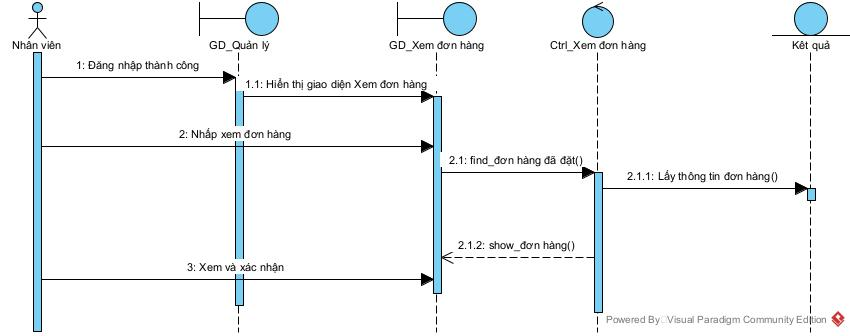 Nhân viên
GD_Quản lý
GD_Xem đơn hàng
Ctrl_Xem đơn hàng
Kêt quả
1: Đăng nhập thành công
1.1: Hiển thị giao diện Xem đơn hàng
2: Nhấp xem đơn hàng
2.1: find_đơn hàng đã đặt()
2.1.1: Lấy thông tin đơn hàng()
2.1.2: show_đơn hàng()
3: Xem và xác nhận
Powered By Visual Paradigm Community Edition